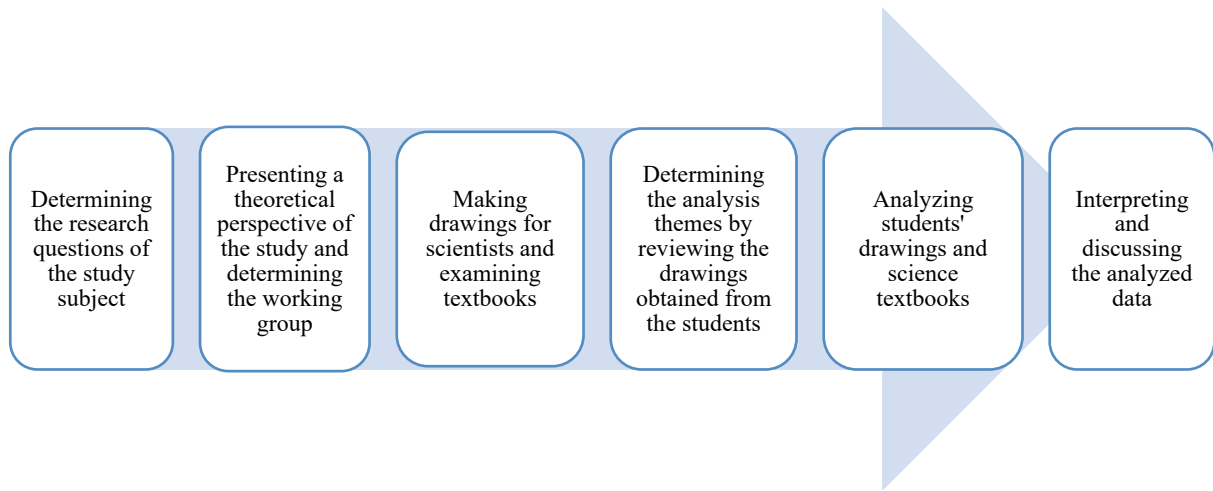 Determining
the research
questions of
the study
subject
Presenting a
theoretical
perspective of
the study and
determining
the working
group
Making
drawings for
scientists and
examining
textbooks
Determining
the analysis
themes by
reviewing the
drawings
obtained from
the students
Analyzing
students'
drawings and
science
textbooks
Interpreting
and
discussing
the analyzed
data